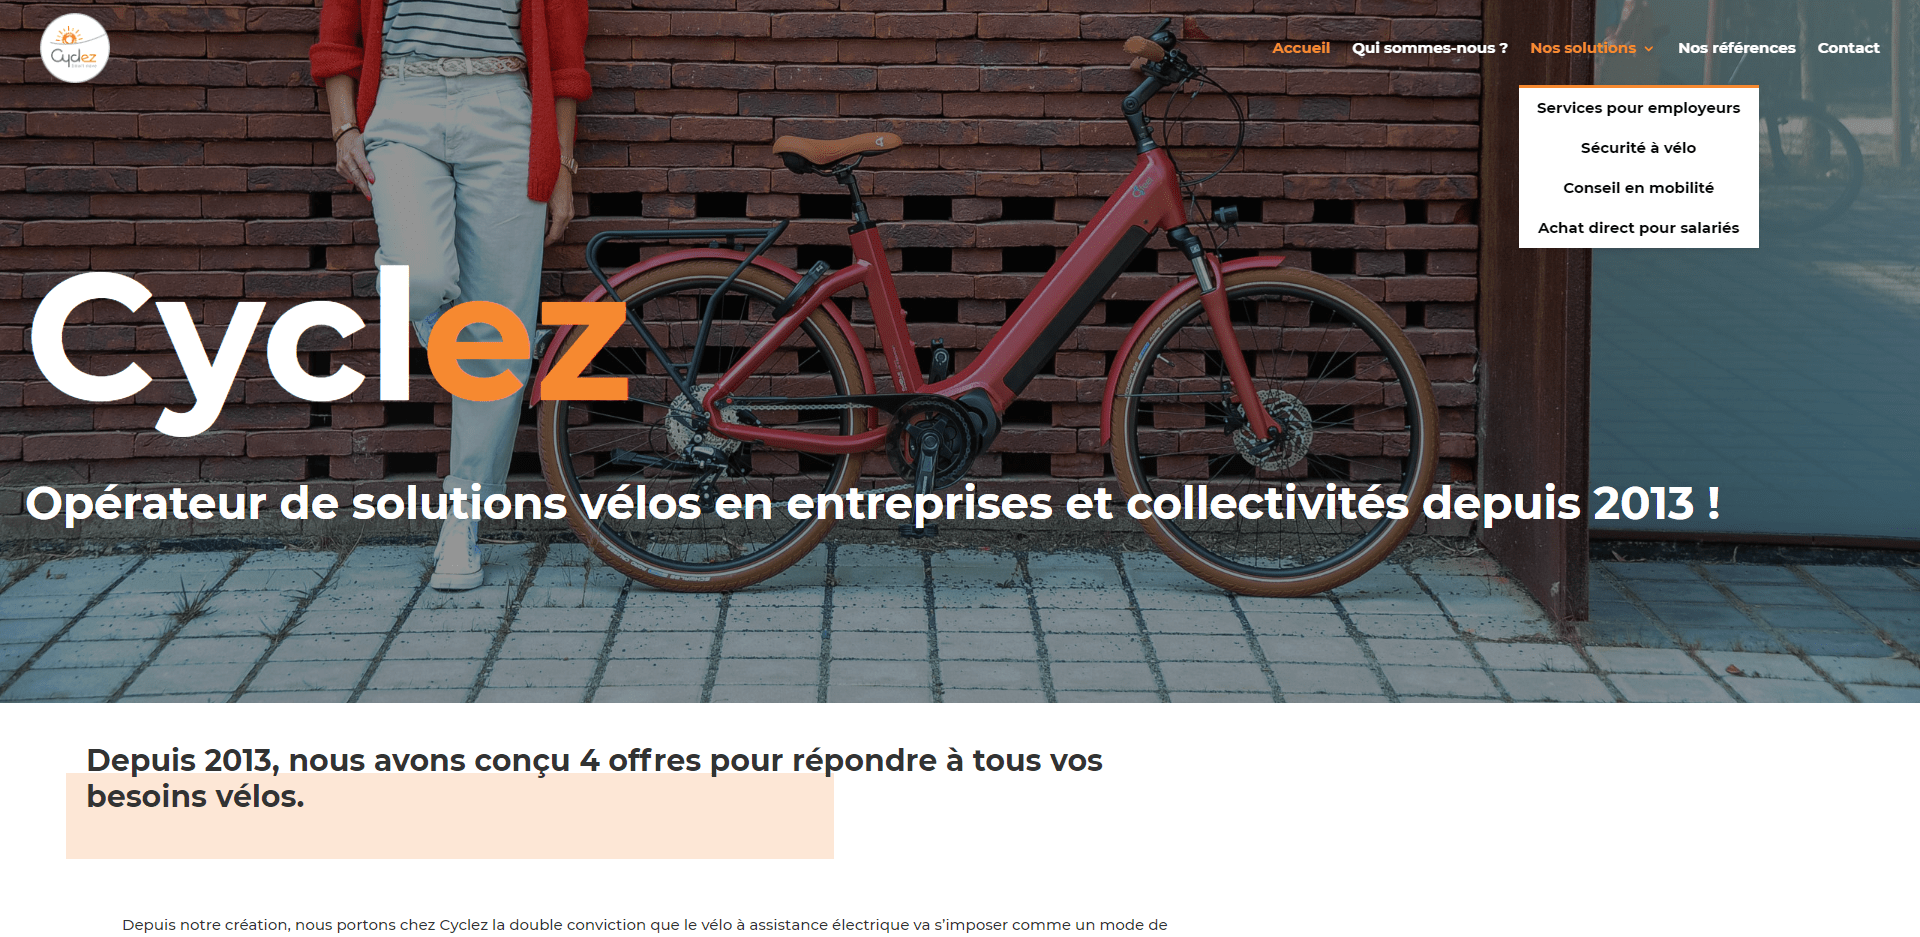 Cyclez
Accueil
Qui sommes-nous ?
Nos solutions
Nos références
Contact
Services pour employeurs
Sécurité à vélo
Conseil en mobilité
Achat direct pour salariés
Cyclez
Opérateur de solutions vélos en entreprises et collectivités depuis 2013 !
Depuis 2013, nous avons conçu 4 offres pour répondre à tous vos
besoins vélos.
Depuis notre création, nous portons chez Cyclez la double conviction que le vélo à assistance électrique va s’imposer comme un mode de